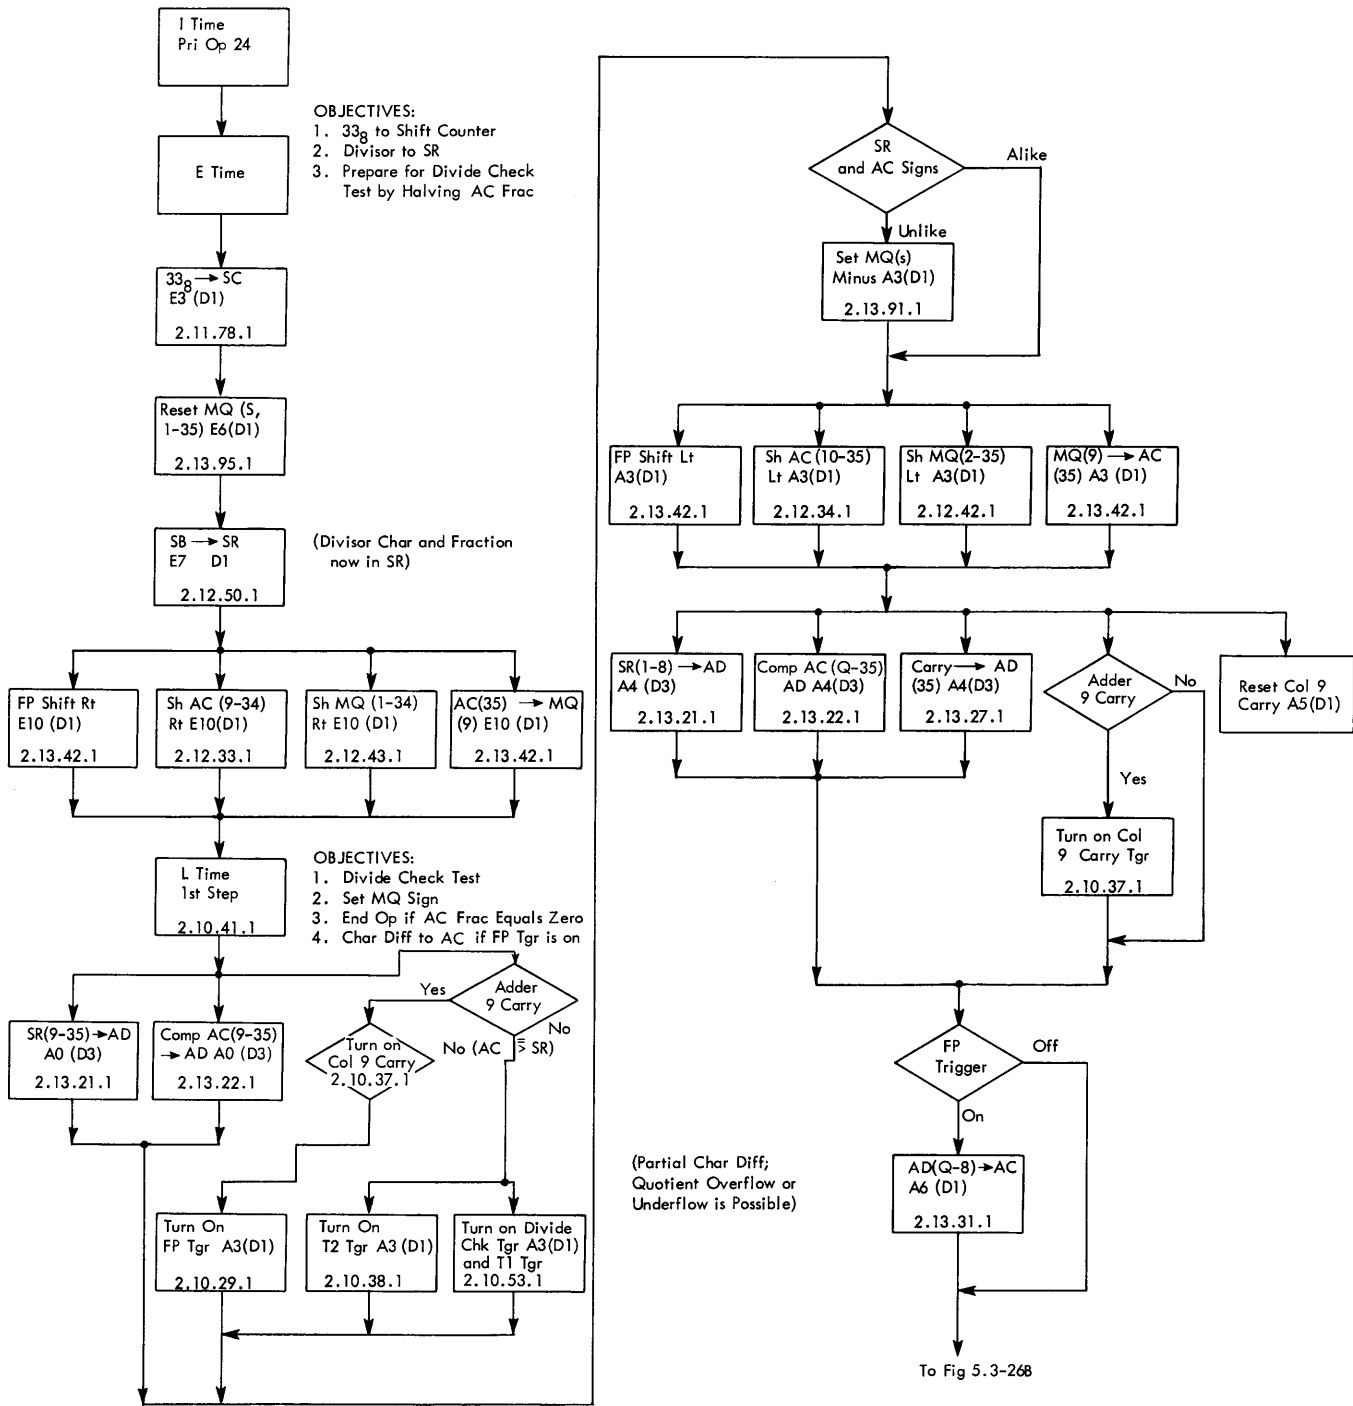 I Time
Pri Op 24
E Time
OBJECTIVES:
1. 33₈ to Shift Counter
2. Divisor to SR
3. Prepare for Divide Check
Test by Halving AC Frac
33₈ → SC
E3 (D1)
2.11.78.1
Reset MQ (S,
1-35) E6(D1)
2.13.95.1
SB → SR
E7 D1
2.12.50.1
(Divisor Char and Fraction
now in SR)
FP Shift Rt
E10 (D1)
2.13.42.1
Sh AC (9-34)
Rt E10(D1)
2.12.33.1
Sh MQ (1-34)
Rt E10 (D1)
2.12.43.1
AC(35) → MQ
(9) E10 (D1)
2.13.42.1
L Time
1st Step
2.10.41.1
OBJECTIVES:
1. Divide Check Test
2. Set MQ Sign
3. End Op if AC Frac Equals Zero
4. Char Diff to AC if FP Tgr is on
SR(9-35)→AD
A0 (D3)
2.13.21.1
Comp AC(9-35)
→ AD A0 (D3)
2.13.22.1
Adder
9 Carry
Yes
No
Turn on
Col 9 Carry
2.10.37.1
No (AC ≧ SR)
Turn On
FP Tgr A3(D1)
2.10.29.1
Turn On
T2 Tgr A3 (D1)
2.10.38.1
Turn on Divide
Chk Tgr A3(D1)
and T1 Tgr
2.10.53.1
SR
and AC Signs
Alike
Unlike
Set MQ(s)
Minus A3(D1)
2.13.91.1
FP Shift Lt
A3(D1)
2.13.42.1
Sh AC(10-35)
Lt A3(D1)
2.12.34.1
Sh MQ(2-35)
Lt A3(D1)
2.12.42.1
MQ(9) → AC
(35) A3 (D1)
2.13.42.1
SR(1-8) → AD
A4 (D3)
2.13.21.1
Comp AC (Q-35)
AD A4(D3)
2.13.22.1
Carry → AD
(35) A4(D3)
2.13.27.1
Adder
9 Carry
No
Yes
Reset Col 9
Carry A5(D1)
Turn on Col
9 Carry Tgr
2.10.37.1
FP
Trigger
Off
On
(Partial Char Diff;
Quotient Overflow or
Underflow is Possible)
AD(Q-8)→AC
A6 (D1)
2.13.31.1
To Fig 5.3-26B